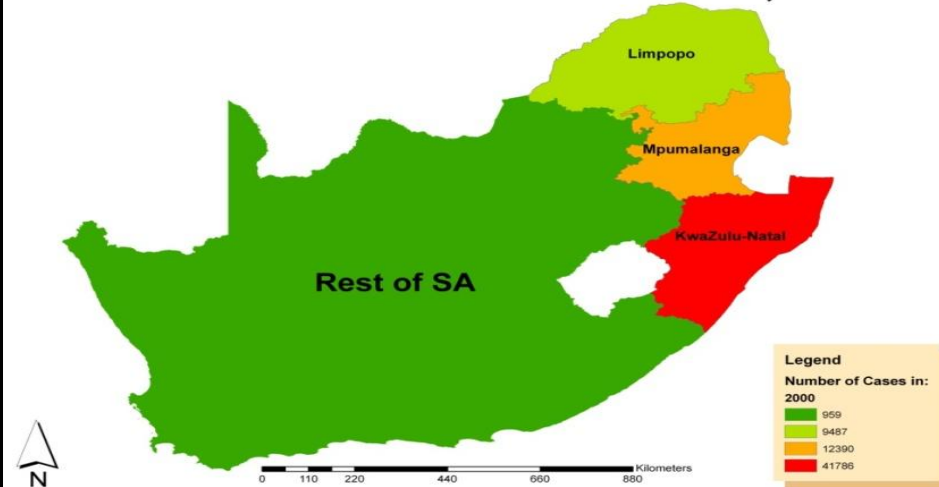 Limpopo
Mpumalanga
KwaZulu-Natal
Rest of SA
Legend
Number of Cases in:
2000
959
9487
12390
41786
N
Kilometers
0 110 220 440 660 880